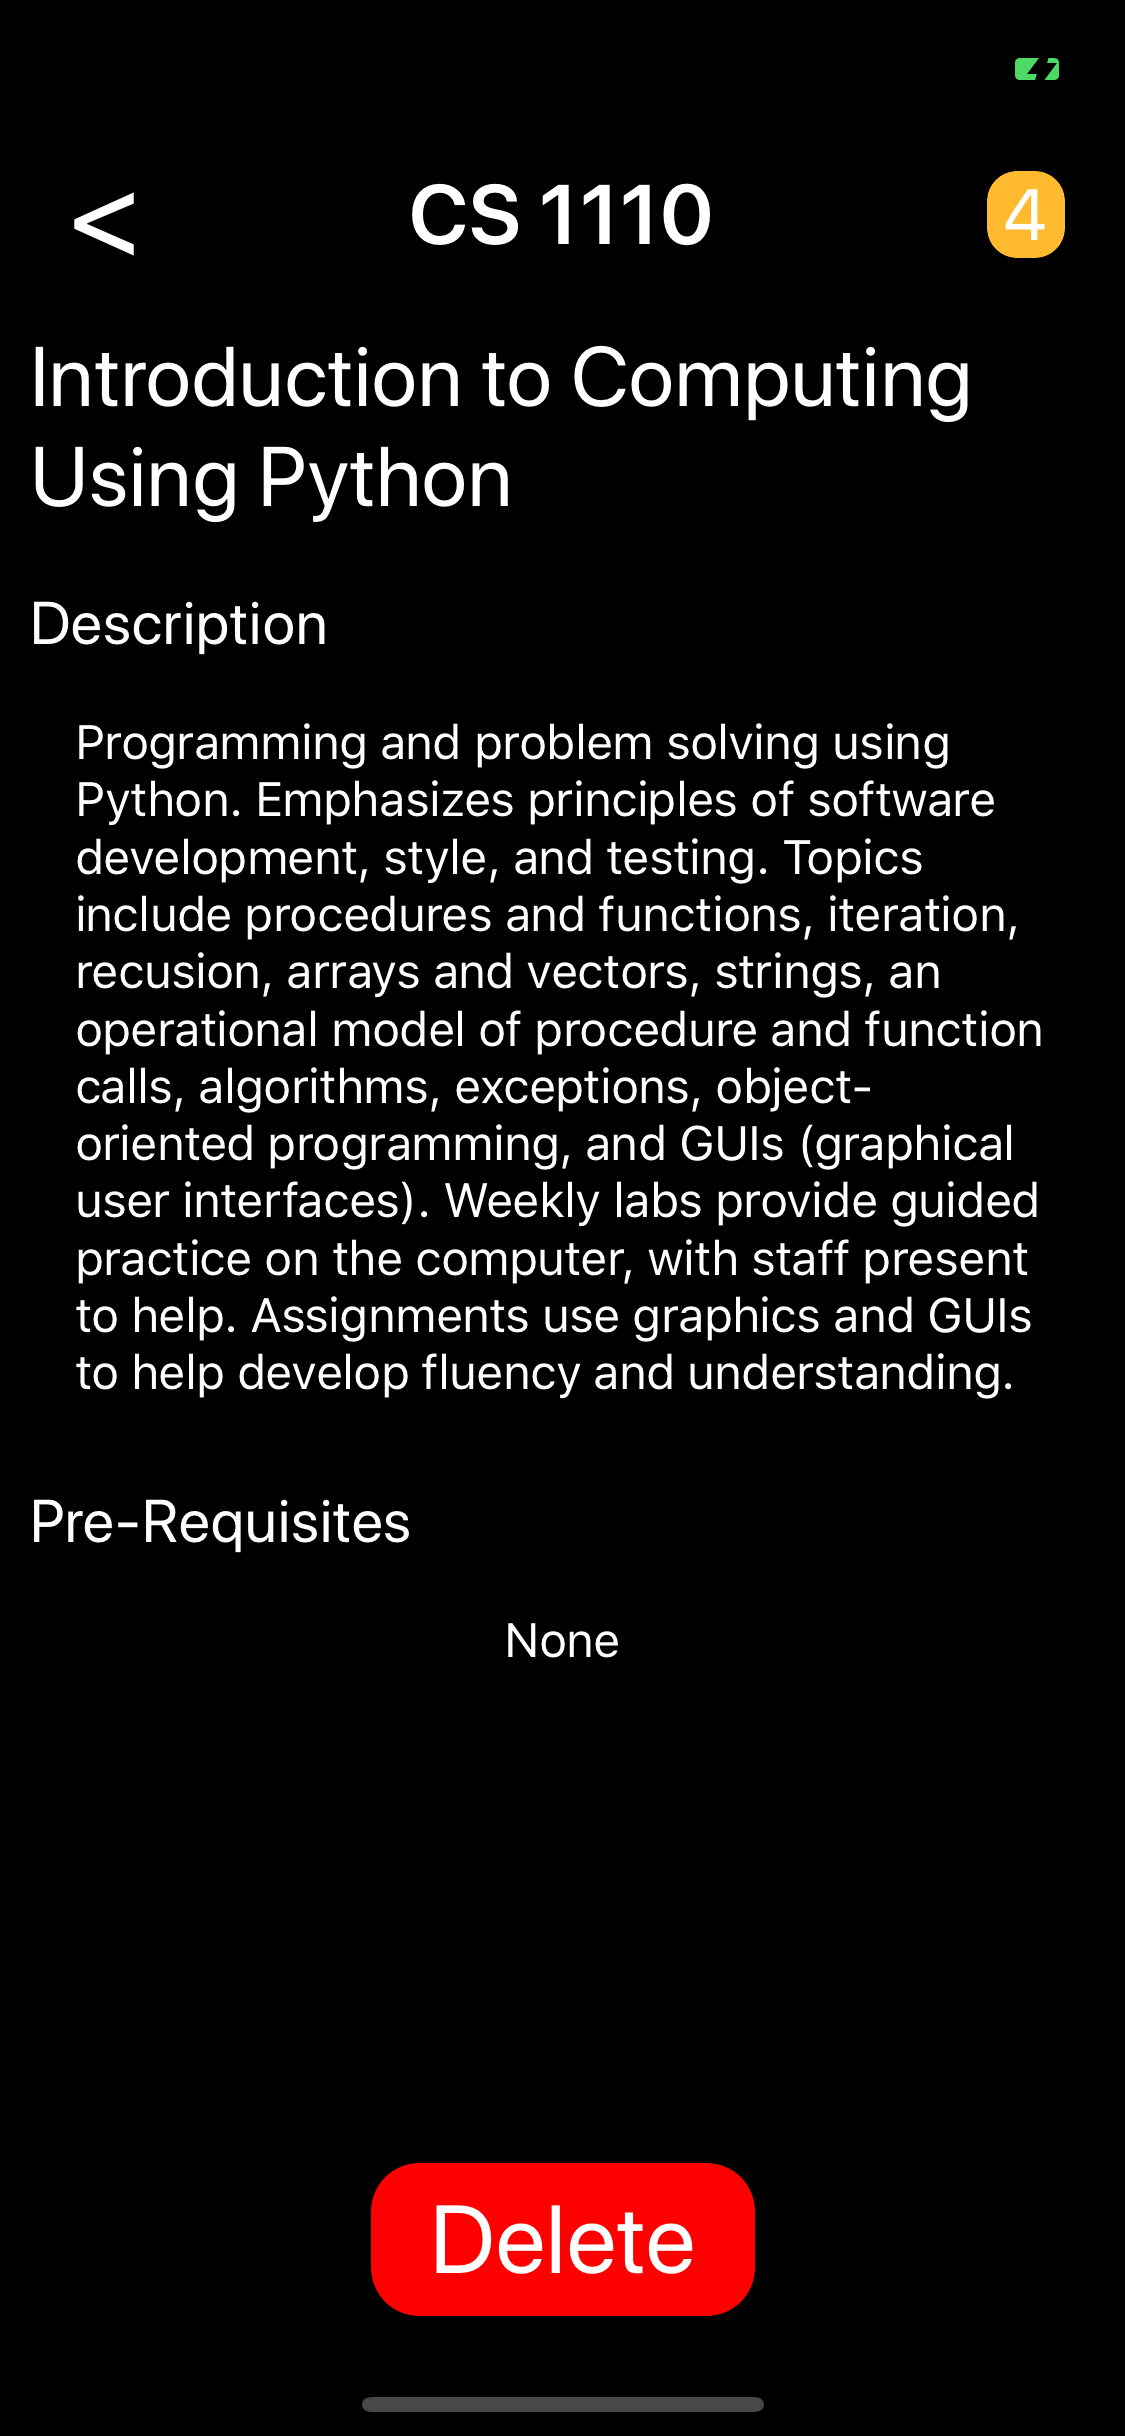 < CS 1110 4
Introduction to Computing
Using Python
Description
Programming and problem solving using
Python. Emphasizes principles of software
development, style, and testing. Topics
include procedures and functions, iteration,
recusion, arrays and vectors, strings, an
operational model of procedure and function
calls, algorithms, exceptions, object-
oriented programming, and GUIs (graphical
user interfaces). Weekly labs provide guided
practice on the computer, with staff present
to help. Assignments use graphics and GUIs
to help develop fluency and understanding.
Pre-Requisites
None
Delete